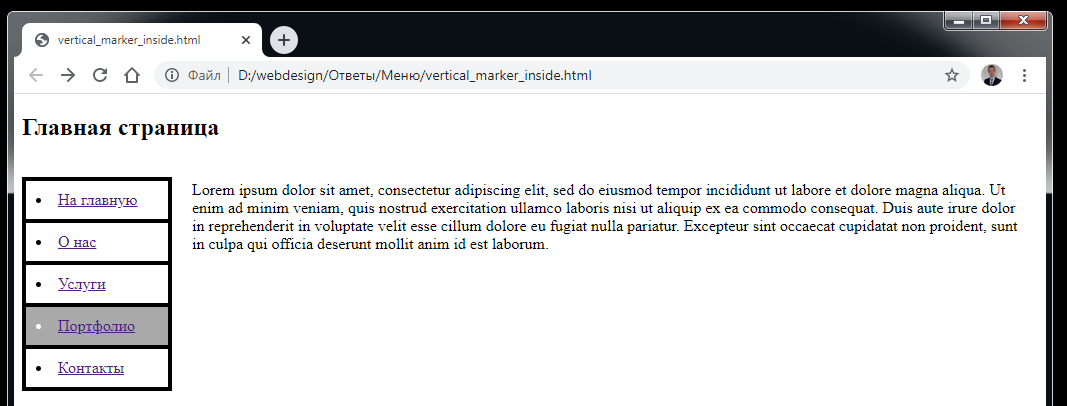 vertical_marker_inside.html
Файл
D:/webdesign/Ответы/Меню/vertical_marker_inside.html
Главная страница
На главную
О нас
Услуги
Портфолио
Контакты
Lorem ipsum dolor sit amet, consectetur adipiscing elit, sed do eiusmod tempor incididunt ut labore et dolore magna aliqua. Ut
enim ad minim veniam, quis nostrud exercitation ullamco laboris nisi ut aliquip ex ea commodo consequat. Duis aute irure dolor
in reprehenderit in voluptate velit esse cillum dolore eu fugiat nulla pariatur. Excepteur sint occaecat cupidatat non proident, sunt
in culpa qui officia deserunt mollit anim id est laborum.